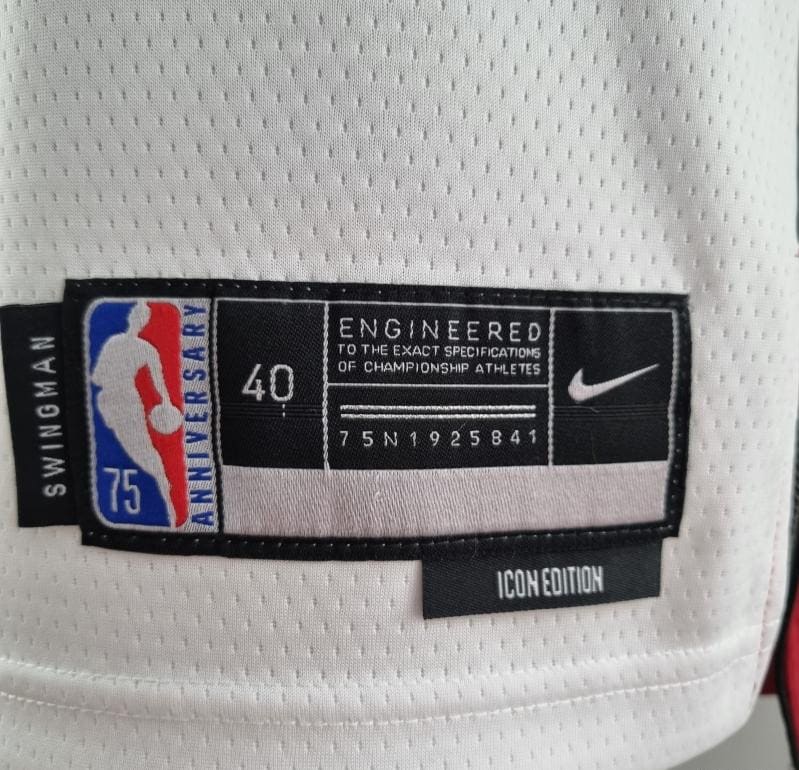 SWINGMAN
75
ANNIVERSARY
40
ENGINEERED
TO THE EXACT SPECIFICATIONS
OF CHAMPIONSHIP ATHLETES
75N1925841
ICON EDITION